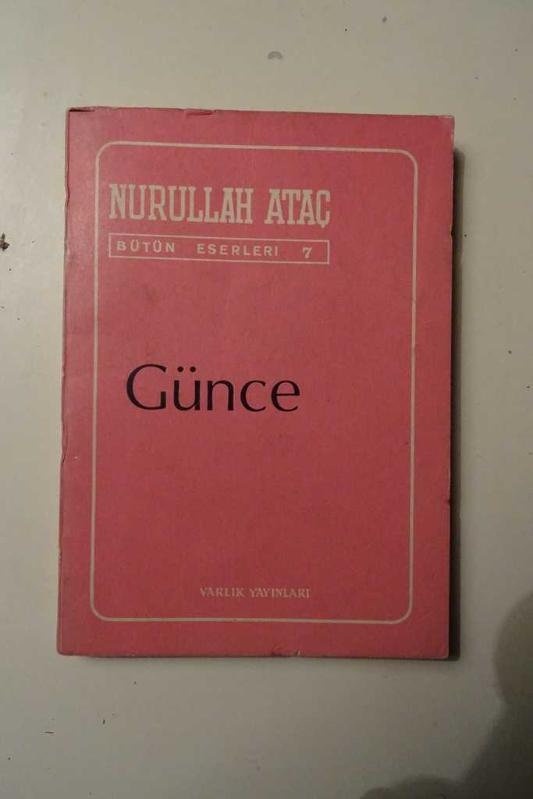 NURULLAH ATAÇ
BÜTÜN ESERLERİ 7
Günce
VARLIK YAYINLARI